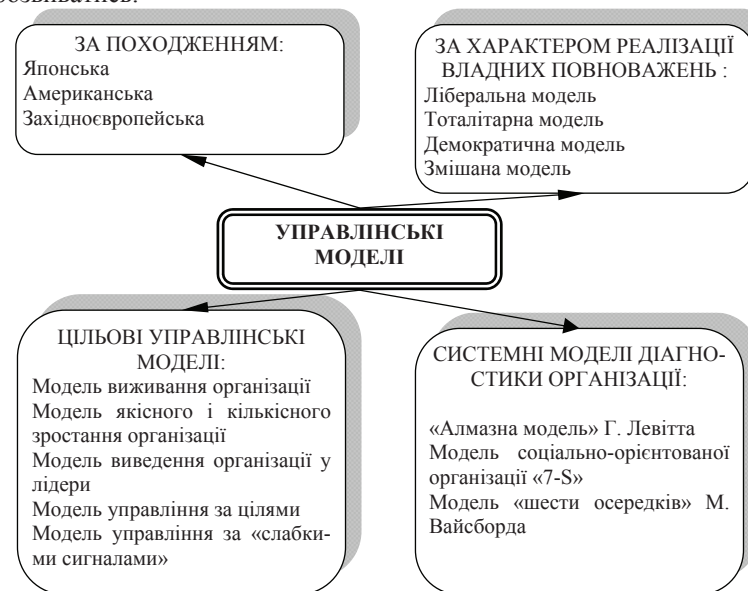 розвиватись.
ЗА ПОХОДЖЕННЯМ:
Японська
Американська
Західноєвропейська
ЗА ХАРАКТЕРОМ РЕАЛІЗАЦІЇ
ВЛАДНИХ ПОВНОВАЖЕНЬ :
Ліберальна модель
Тоталітарна модель
Демократична модель
Змішана модель
УПРАВЛІНСЬКІ
МОДЕЛІ
ЦІЛЬОВІ УПРАВЛІНСЬКІ
МОДЕЛІ:
Модель виживання організації
Модель якісного і кількісного
зростання організації
Модель виведення організації у
лідери
Модель управління за цілями
Модель управління за «слабки-
ми сигналами»
СИСТЕМНІ МОДЕЛІ ДІАГНО-
СТИКИ ОРГАНІЗАЦІЇ:
«Алмазна модель» Г. Левітта
Модель соціально-орієнтованої
організації «7-S»
Модель «шести осередків» М.
Вайсборда